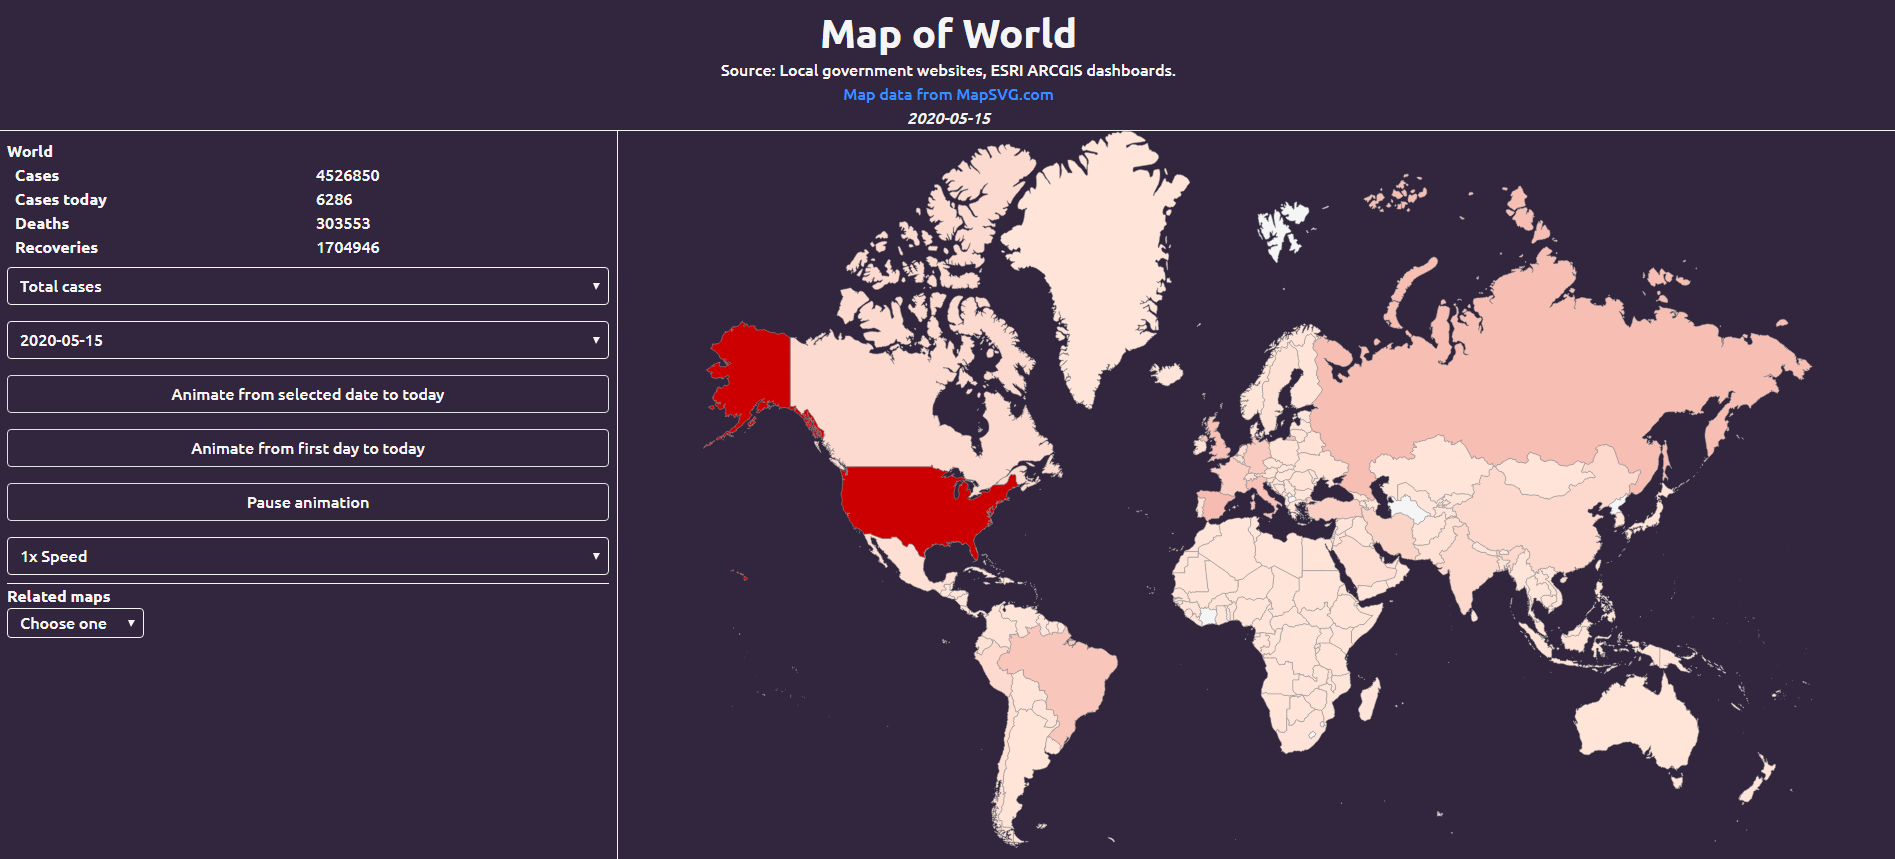 Map of World
Source: Local government websites, ESRI ARCGIS dashboards.
Map data from MapSVG.com
2020-05-15
World
Cases 4526850
Cases today 6286
Deaths 303553
Recoveries 1704946
Total cases
2020-05-15
Animate from selected date to today
Animate from first day to today
Pause animation
1x Speed
Related maps
Choose one